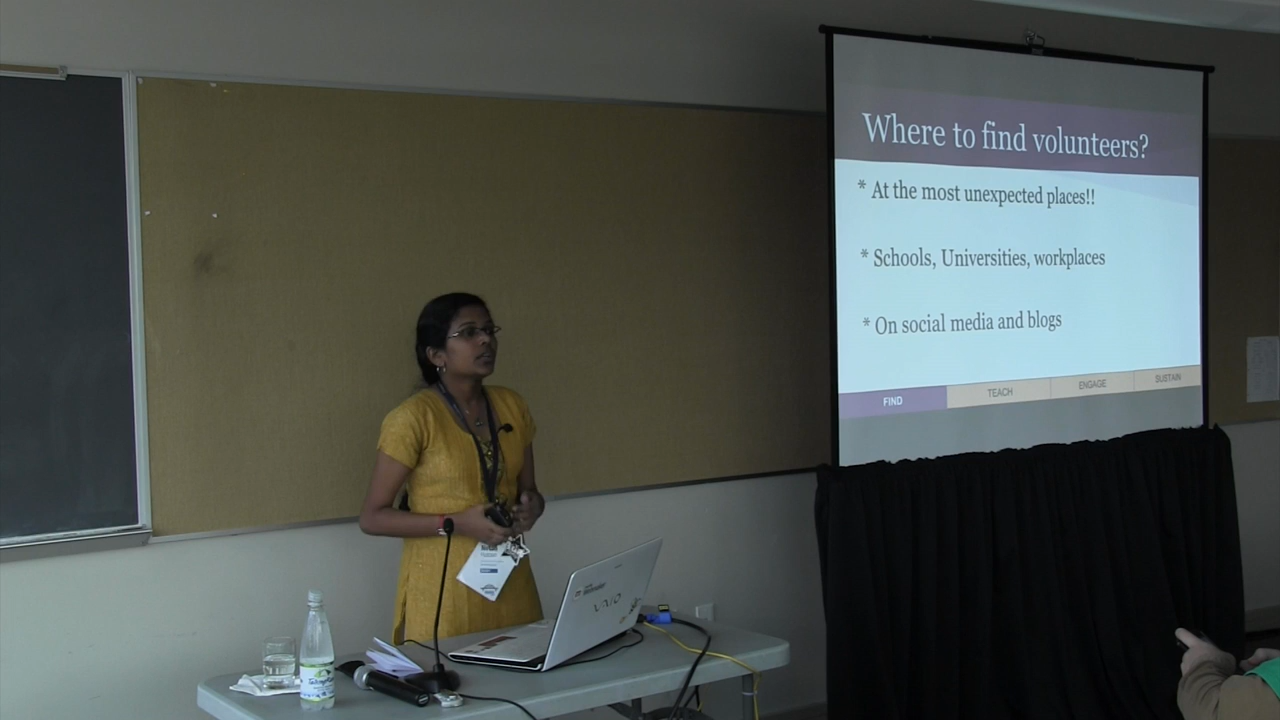 Where to find volunteers?
* At the most unexpected places!!
* Schools, Universities, workplaces
* On social media and blogs
FIND TEACH ENGAGE SUSTAIN
VAIO